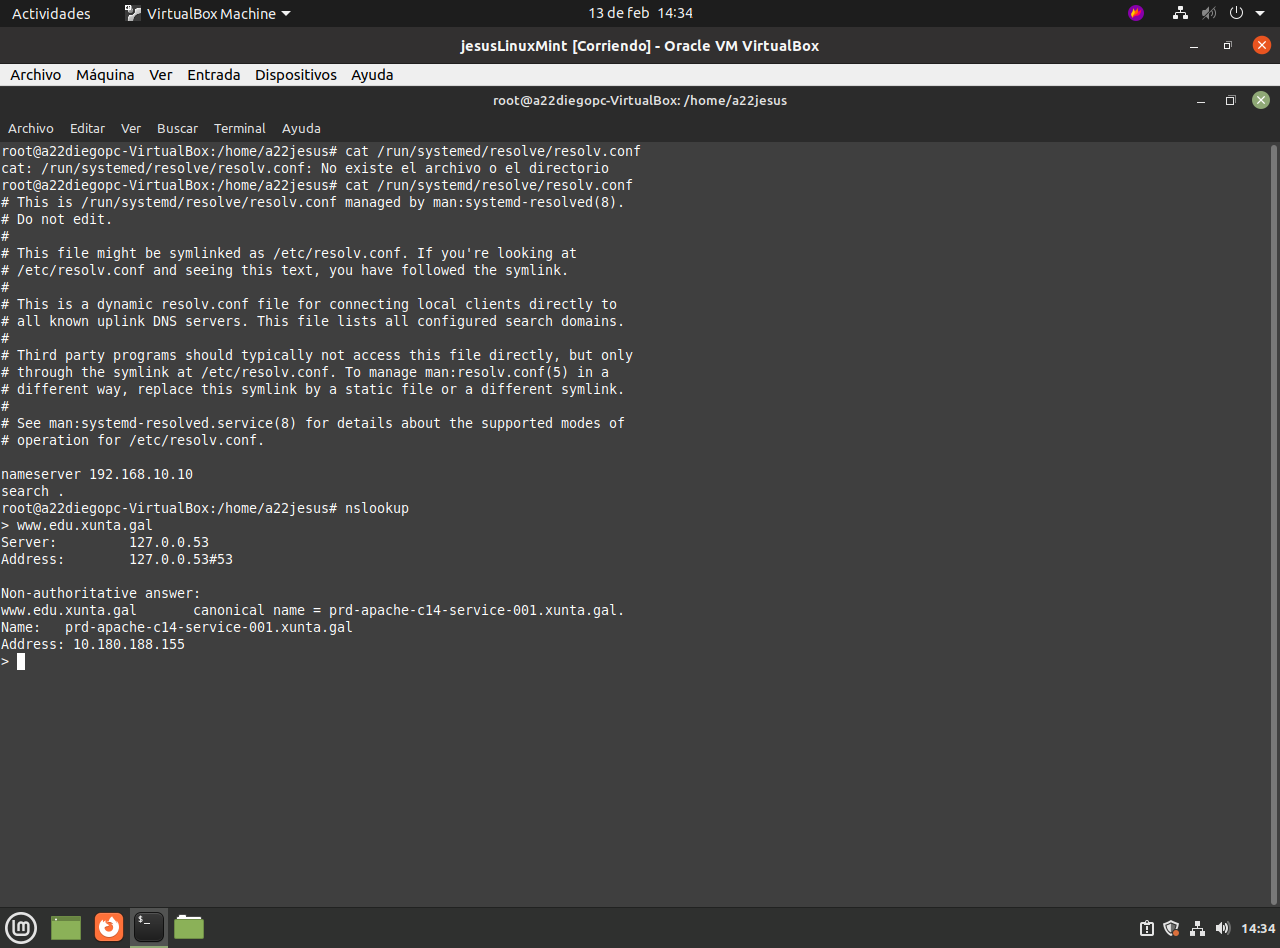 Actividades VirtualBox Machine 13 de feb 14:34
jesusLinuxMint [Corriendo] - Oracle VM VirtualBox
Archivo Máquina Ver Entrada Dispositivos Ayuda
root@a22diegopc-VirtualBox: /home/a22jesus
Archivo Editar Ver Buscar Terminal Ayuda
root@a22diegopc-VirtualBox:/home/a22jesus# cat /run/systemed/resolve/resolv.conf
cat: /run/systemed/resolve/resolv.conf: No existe el archivo o el directorio
root@a22diegopc-VirtualBox:/home/a22jesus# cat /run/systemd/resolve/resolv.conf
# This is /run/systemd/resolve/resolv.conf managed by man:systemd-resolved(8).
# Do not edit.
#
# This file might be symlinked as /etc/resolv.conf. If you're looking at
# /etc/resolv.conf and seeing this text, you have followed the symlink.
#
# This is a dynamic resolv.conf file for connecting local clients directly to
# all known uplink DNS servers. This file lists all configured search domains.
#
# Third party programs should typically not access this file directly, but only
# through the symlink at /etc/resolv.conf. To manage man:resolv.conf(5) in a
# different way, replace this symlink by a static file or a different symlink.
#
# See man:systemd-resolved.service(8) for details about the supported modes of
# operation for /etc/resolv.conf.
nameserver 192.168.10.10
search .
root@a22diegopc-VirtualBox:/home/a22jesus# nslookup
> www.edu.xunta.gal
Server: 127.0.0.53
Address: 127.0.0.53#53
Non-authoritative answer:
www.edu.xunta.gal canonical name = prd-apache-c14-service-001.xunta.gal.
Name: prd-apache-c14-service-001.xunta.gal
Address: 10.180.188.155
>
14:34